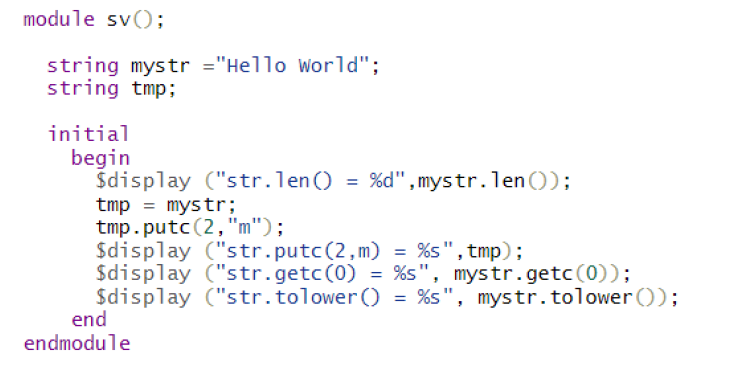 module sv();
string mystr ="Hello World";
string tmp;
initial
begin
$display ("str.len() = %d",mystr.len());
tmp = mystr;
tmp.putc(2,"m");
$display ("str.putc(2,m) = %s",tmp);
$display ("str.getc(0) = %s", mystr.getc(0));
$display ("str.tolower() = %s", mystr.tolower());
end
endmodule